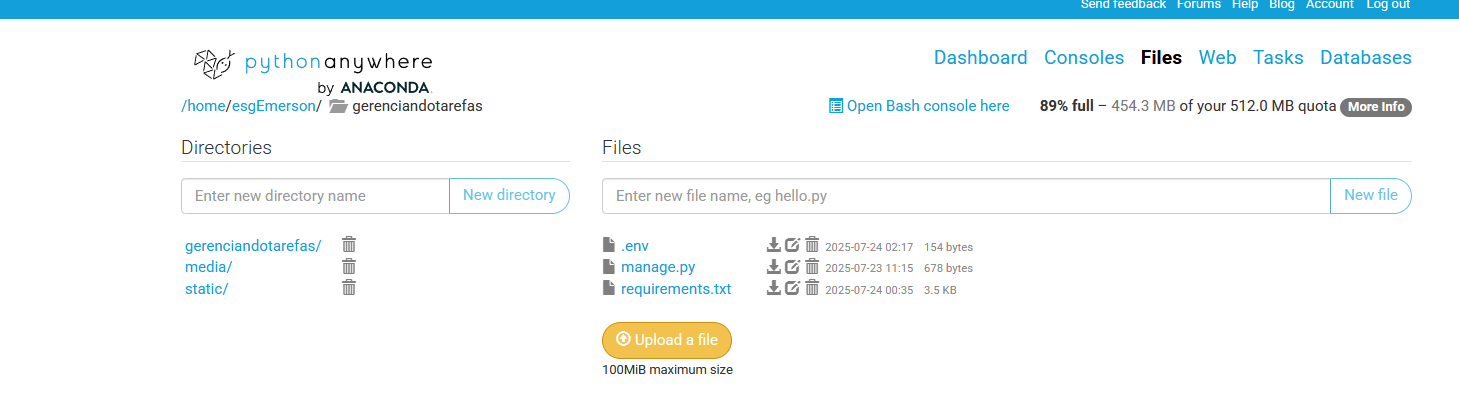 Send feedback Forums Help Blog Account Log out
pythonanywhere
by ANACONDA.
Dashboard Consoles Files Web Tasks Databases
/home/esgEmerson/ gerenciandotarefas
Open Bash console here 89% full – 454.3 MB of your 512.0 MB quota More Info
Directories
Enter new directory name New directory
gerenciandotarefas/
media/
static/
Files
Enter new file name, eg hello.py New file
.env 2025-07-24 02:17 154 bytes
manage.py 2025-07-23 11:15 678 bytes
requirements.txt 2025-07-24 00:35 3.5 KB
Upload a file
100MiB maximum size